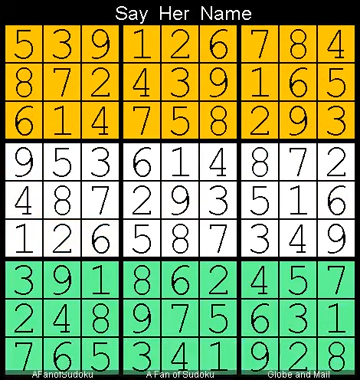 Say Her Name
5 3 9 1 2 6 7 8 4
8 7 2 4 3 9 1 6 5
6 1 4 7 5 8 2 9 3
9 5 3 6 1 4 8 7 2
4 8 7 2 9 3 5 1 6
1 2 6 5 8 7 3 4 9
3 9 1 8 6 2 4 5 7
2 4 8 9 7 5 6 3 1
7 6 5 3 4 1 9 2 8
AFanofSudoku A Fan of Sudoku Globe and Mail